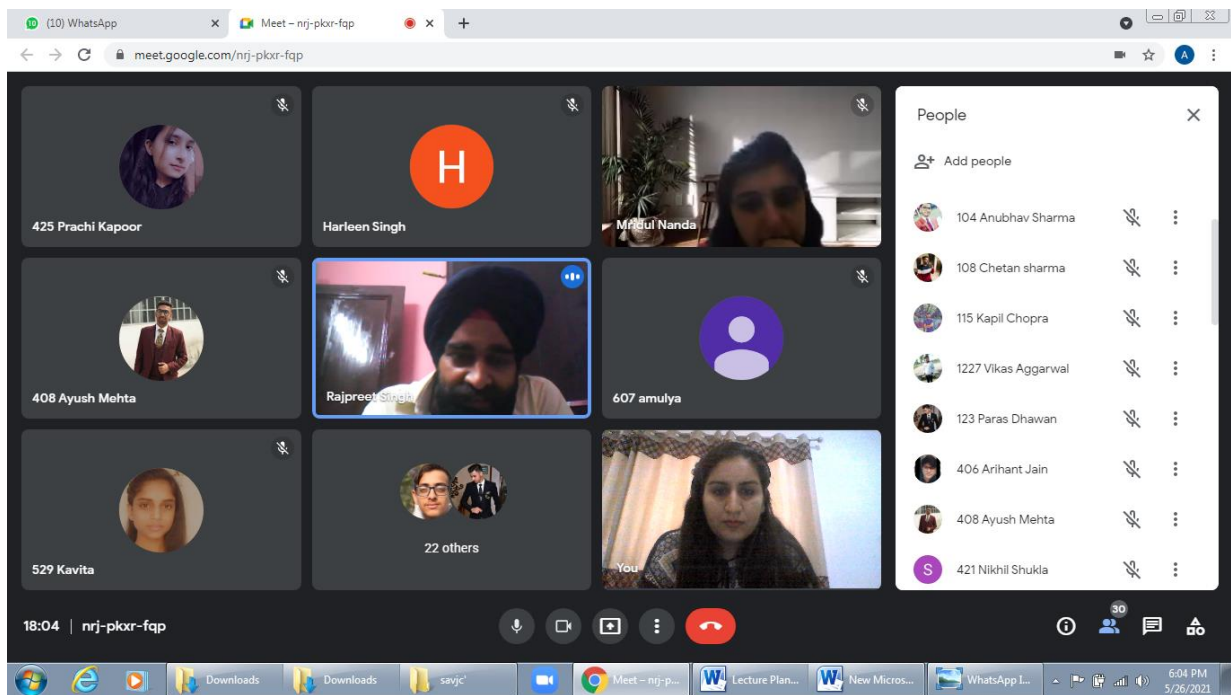 (10) WhatsApp
Meet – nrj-pkxr-fqp
meet.google.com/nrj-pkxr-fqp
A
425 Prachi Kapoor
H
Harleen Singh
Mridul Nanda
408 Ayush Mehta
Rajpreet Singh
607 amulya
529 Kavita
22 others
You
People
Add people
104 Anubhav Sharma
108 Chetan sharma
115 Kapil Chopra
1227 Vikas Aggarwal
123 Paras Dhawan
406 Arihant Jain
408 Ayush Mehta
S
421 Nikhil Shukla
18:04 | nrj-pkxr-fqp
30
Downloads
Downloads
savjc'
Meet – nrj-p...
Lecture Plan...
New Micros...
WhatsApp I...
6:04 PM
5/26/2021